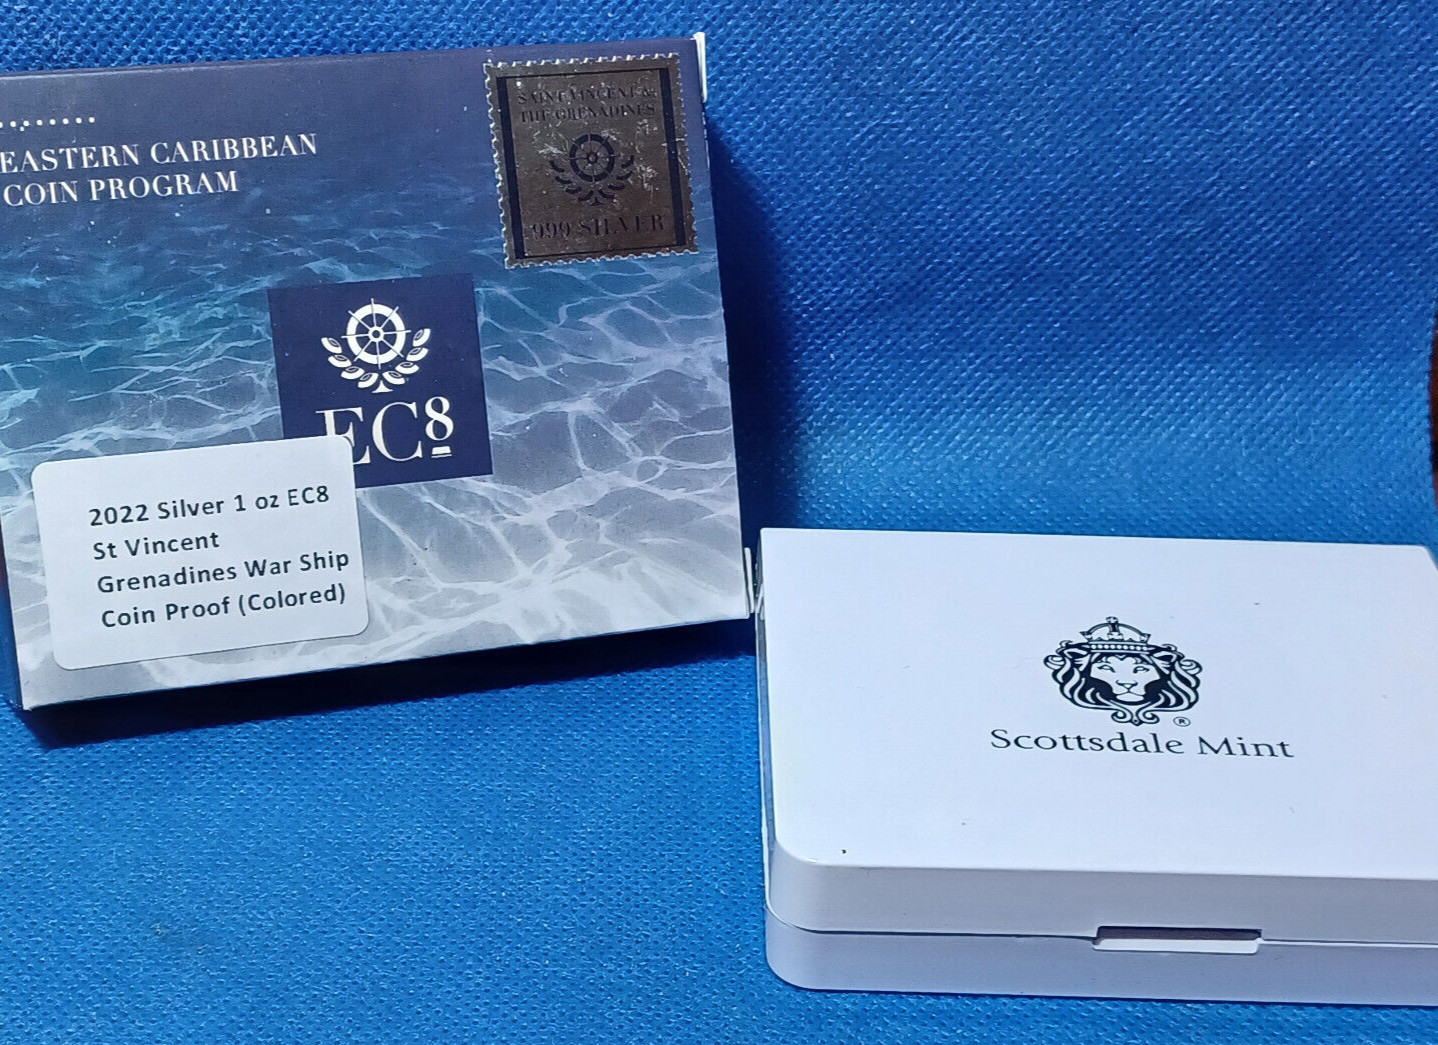 EASTERN CARIBBEAN
COIN PROGRAM
SAINT VINCENT &
THE GRENADINES
.999 SILVER
EC8
2022 Silver 1 oz EC8
St Vincent
Grenadines War Ship
Coin Proof (Colored)
®
Scottsdale Mint